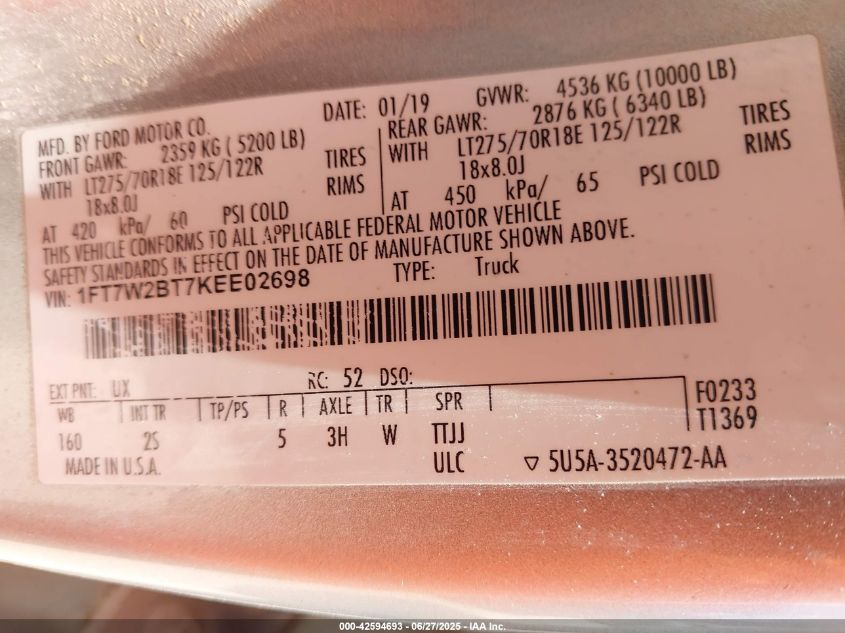 MFD. BY FORD MOTOR CO.
DATE: 01/19 GVWR: 4536 KG (10000 LB)
FRONT GAWR: 2359 KG ( 5200 LB)
WITH LT275/70R18E 125/122R TIRES
18x8.0J RIMS
AT 420 kPa/ 60 PSI COLD
REAR GAWR: 2876 KG ( 6340 LB)
WITH LT275/70R18E 125/122R TIRES
18x8.0J RIMS
AT 450 kPa/ 65 PSI COLD
THIS VEHICLE CONFORMS TO ALL APPLICABLE FEDERAL MOTOR VEHICLE
SAFETY STANDARDS IN EFFECT ON THE DATE OF MANUFACTURE SHOWN ABOVE.
VIN: 1FT7W2BT7KEE02698 TYPE: Truck
EXT PNT: UX RC: 52 DSO:
WB INT TR TP/PS R AXLE TR SPR F0233
160 2S 5 3H W TTJJ T1369
MADE IN U.S.A. ULC ▽ 5U5A-3520472-AA
000-42594693 - 06/27/2025 - IAA Inc.